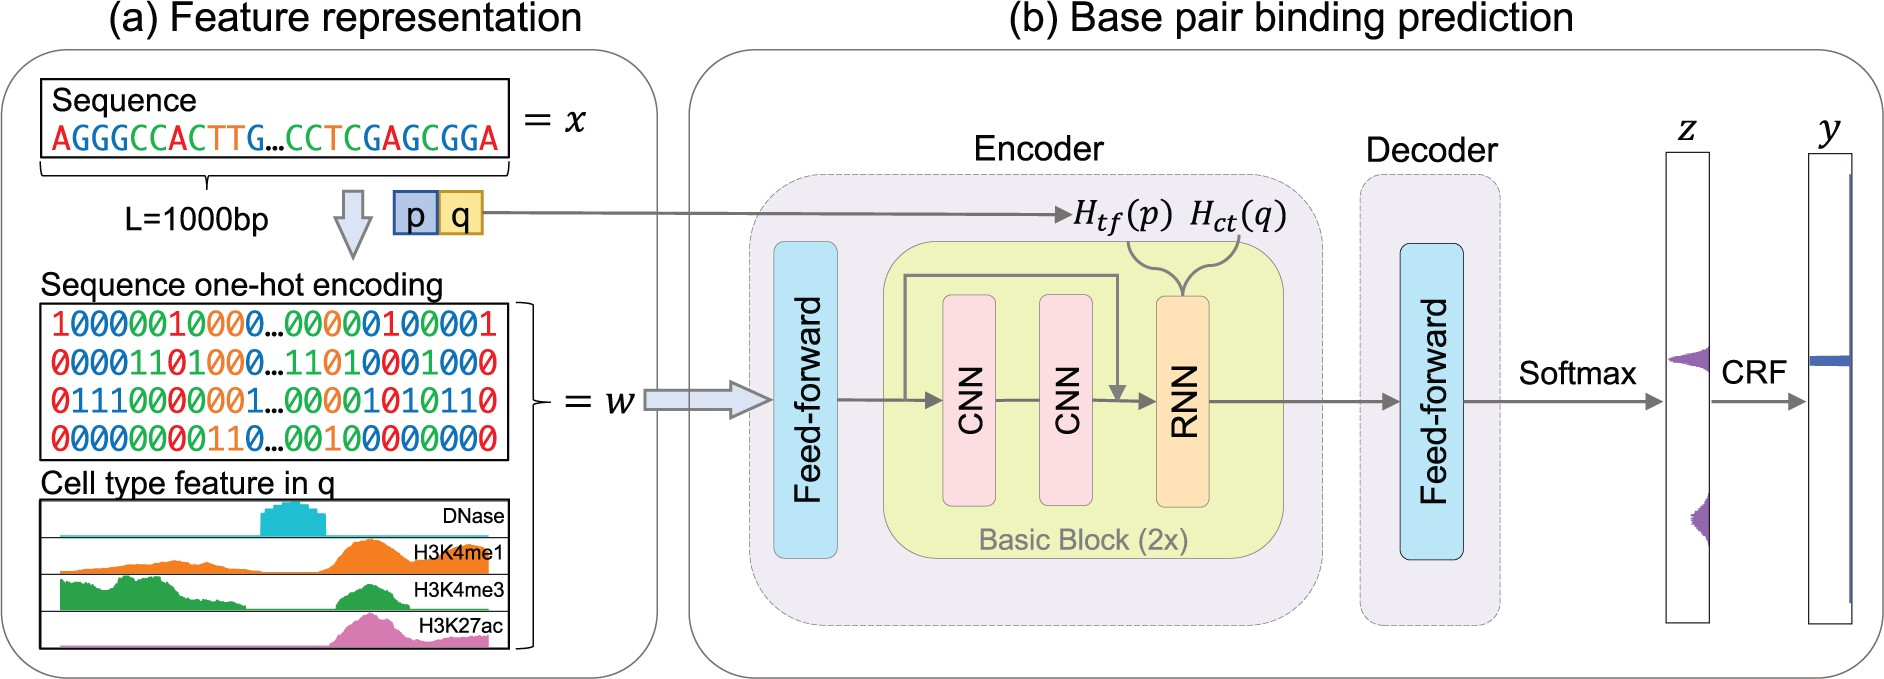 (a) Feature representation
Sequence
AGGGCCACTTG...CCTCGAGCGGA
= x
L=1000bp
p q
Sequence one-hot encoding
10000010000...00000100001
00001101000...11010001000
01110000001...00001010110
00000000110...00100000000
= w
Cell type feature in q
DNase
H3K4me1
H3K4me3
H3K27ac
(b) Base pair binding prediction
Encoder
H_tf(p) H_ct(q)
Feed-forward
CNN
CNN
RNN
Basic Block (2x)
Decoder
Feed-forward
Softmax
z
CRF
y